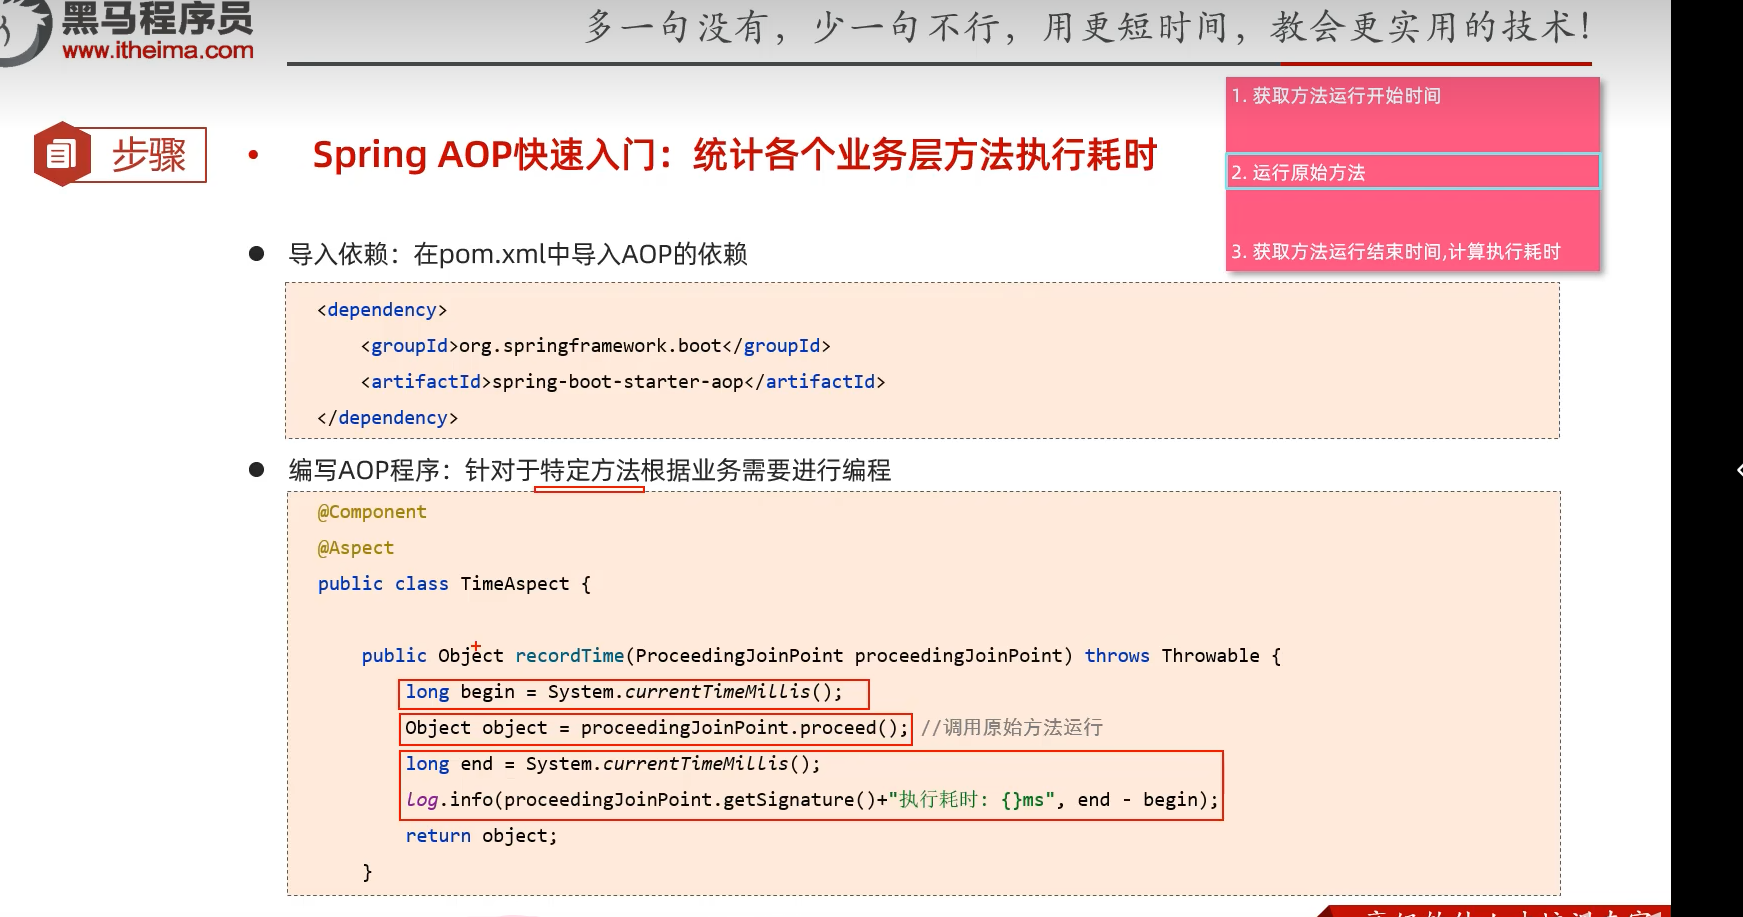 黑马程序员
www.itheima.com
多一句没有，少一句不行，用更短时间，教会更实用的技术！
1. 获取方法运行开始时间
2. 运行原始方法
3. 获取方法运行结束时间,计算执行耗时
步骤
• Spring AOP快速入门：统计各个业务层方法执行耗时
● 导入依赖：在pom.xml中导入AOP的依赖
<dependency>
    <groupId>org.springframework.boot</groupId>
    <artifactId>spring-boot-starter-aop</artifactId>
</dependency>
● 编写AOP程序：针对于特定方法根据业务需要进行编程
@Component
@Aspect
public class TimeAspect {
    public Object recordTime(ProceedingJoinPoint proceedingJoinPoint) throws Throwable {
        long begin = System.currentTimeMillis();
        Object object = proceedingJoinPoint.proceed(); //调用原始方法运行
        long end = System.currentTimeMillis();
        log.info(proceedingJoinPoint.getSignature()+"执行耗时: {}ms", end - begin);
        return object;
    }